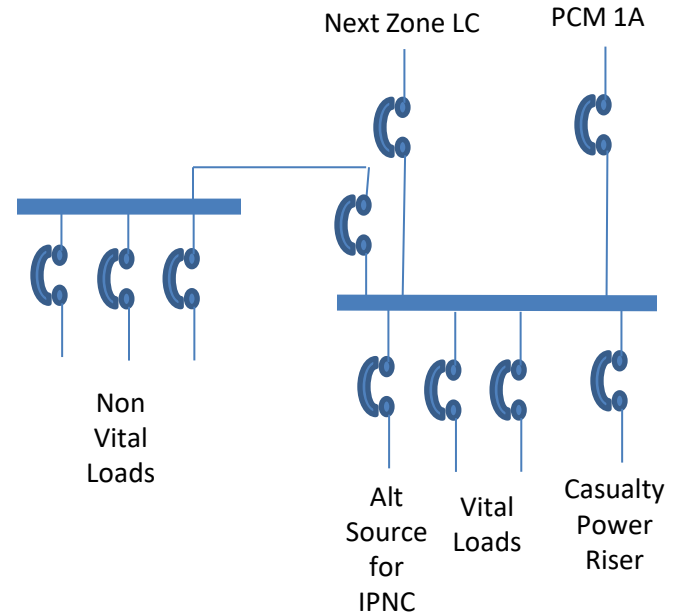 Next Zone LC
PCM 1A
Non
Vital
Loads
Alt
Source
for
IPNC
Vital
Loads
Casualty
Power
Riser